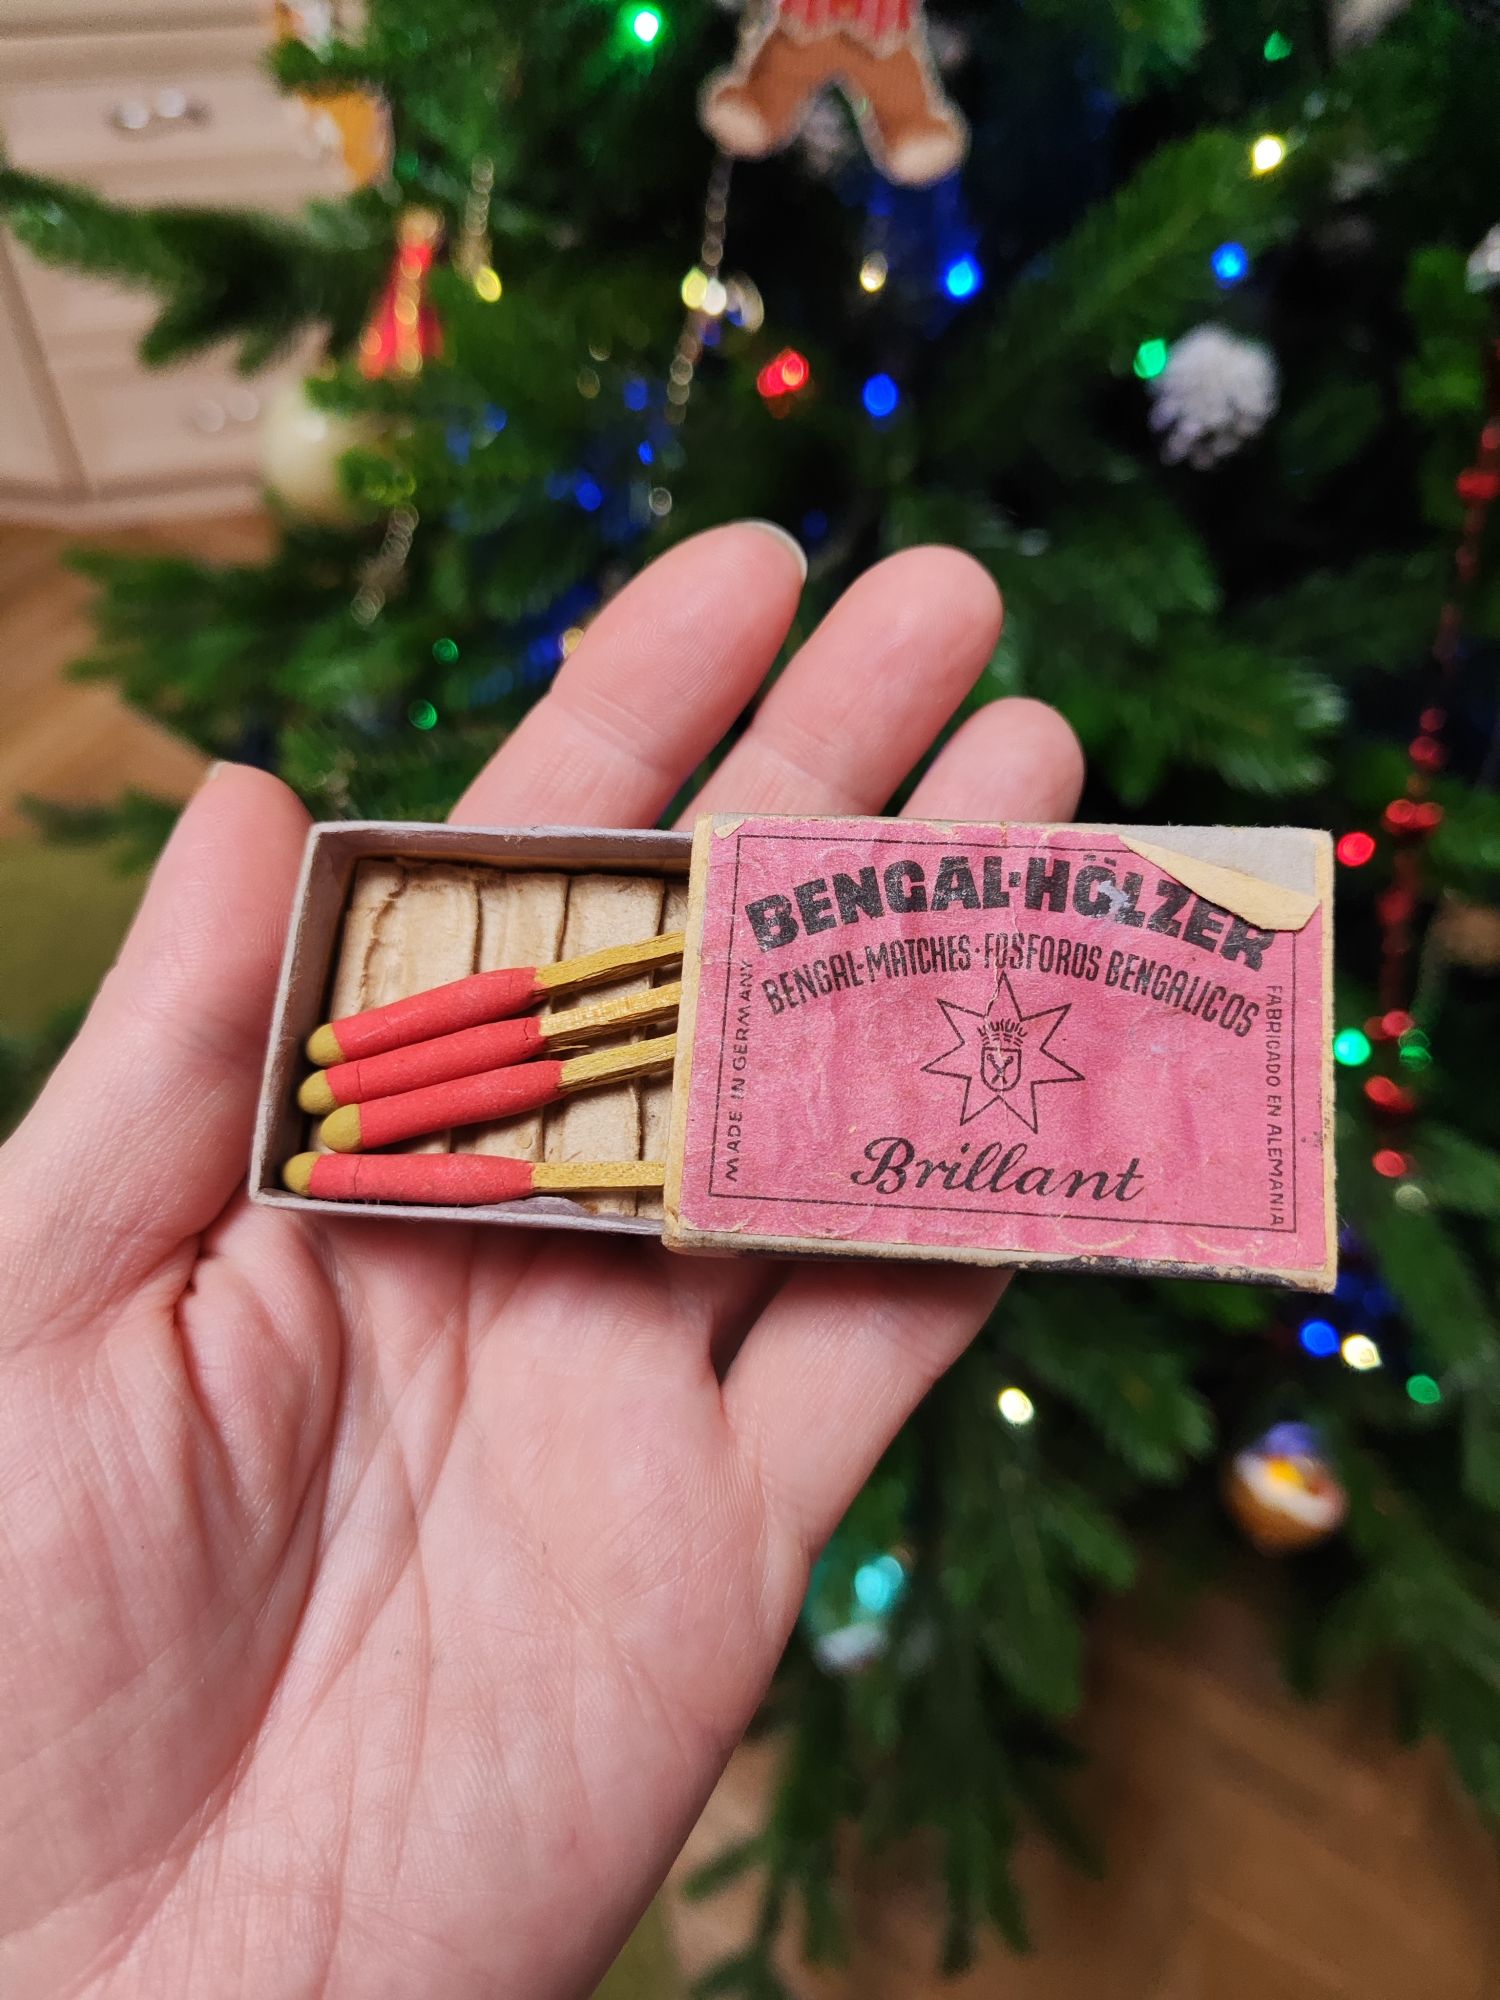 BENGAL-HÖLZER
BENGAL-MATCHES · FOSFOROS BENGALICOS
MADE IN GERMANY
FABRICADO EN ALEMANIA
Brillant